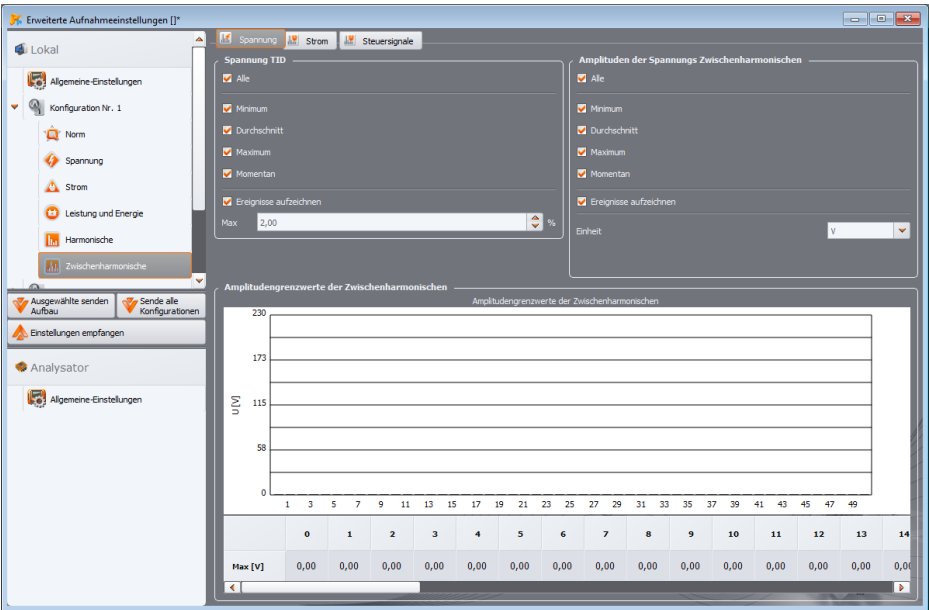 Erweiterte Aufnahmeeinstellungen []*
Lokal
Allgemeine-Einstellungen
Konfiguration Nr. 1
Norm
Spannung
Strom
Leistung und Energie
Harmonische
Zwischenharmonische
Ausgewählte senden
Aufbau
Sende alle
Konfigurationen
Einstellungen empfangen
Analysator
Allgemeine-Einstellungen
Spannung Strom Steuersignale
Spannung TID
Alle
Minimum
Durchschnitt
Maximum
Momentan
Ereignisse aufzeichnen
Max 2,00 %
Amplituden der Spannungs Zwischenharmonischen
Alle
Minimum
Durchschnitt
Maximum
Momentan
Ereignisse aufzeichnen
Einheit V
Amplitudengrenzwerte der Zwischenharmonischen
Amplitudengrenzwerte der Zwischenharmonischen
230
173
115
58
0
U [V]
1 3 5 7 9 11 13 15 17 19 21 23 25 27 29 31 33 35 37 39 41 43 45 47 49
0 1 2 3 4 5 6 7 8 9 10 11 12 13 14
Max [V] 0,00 0,00 0,00 0,00 0,00 0,00 0,00 0,00 0,00 0,00 0,00 0,00 0,00 0,00